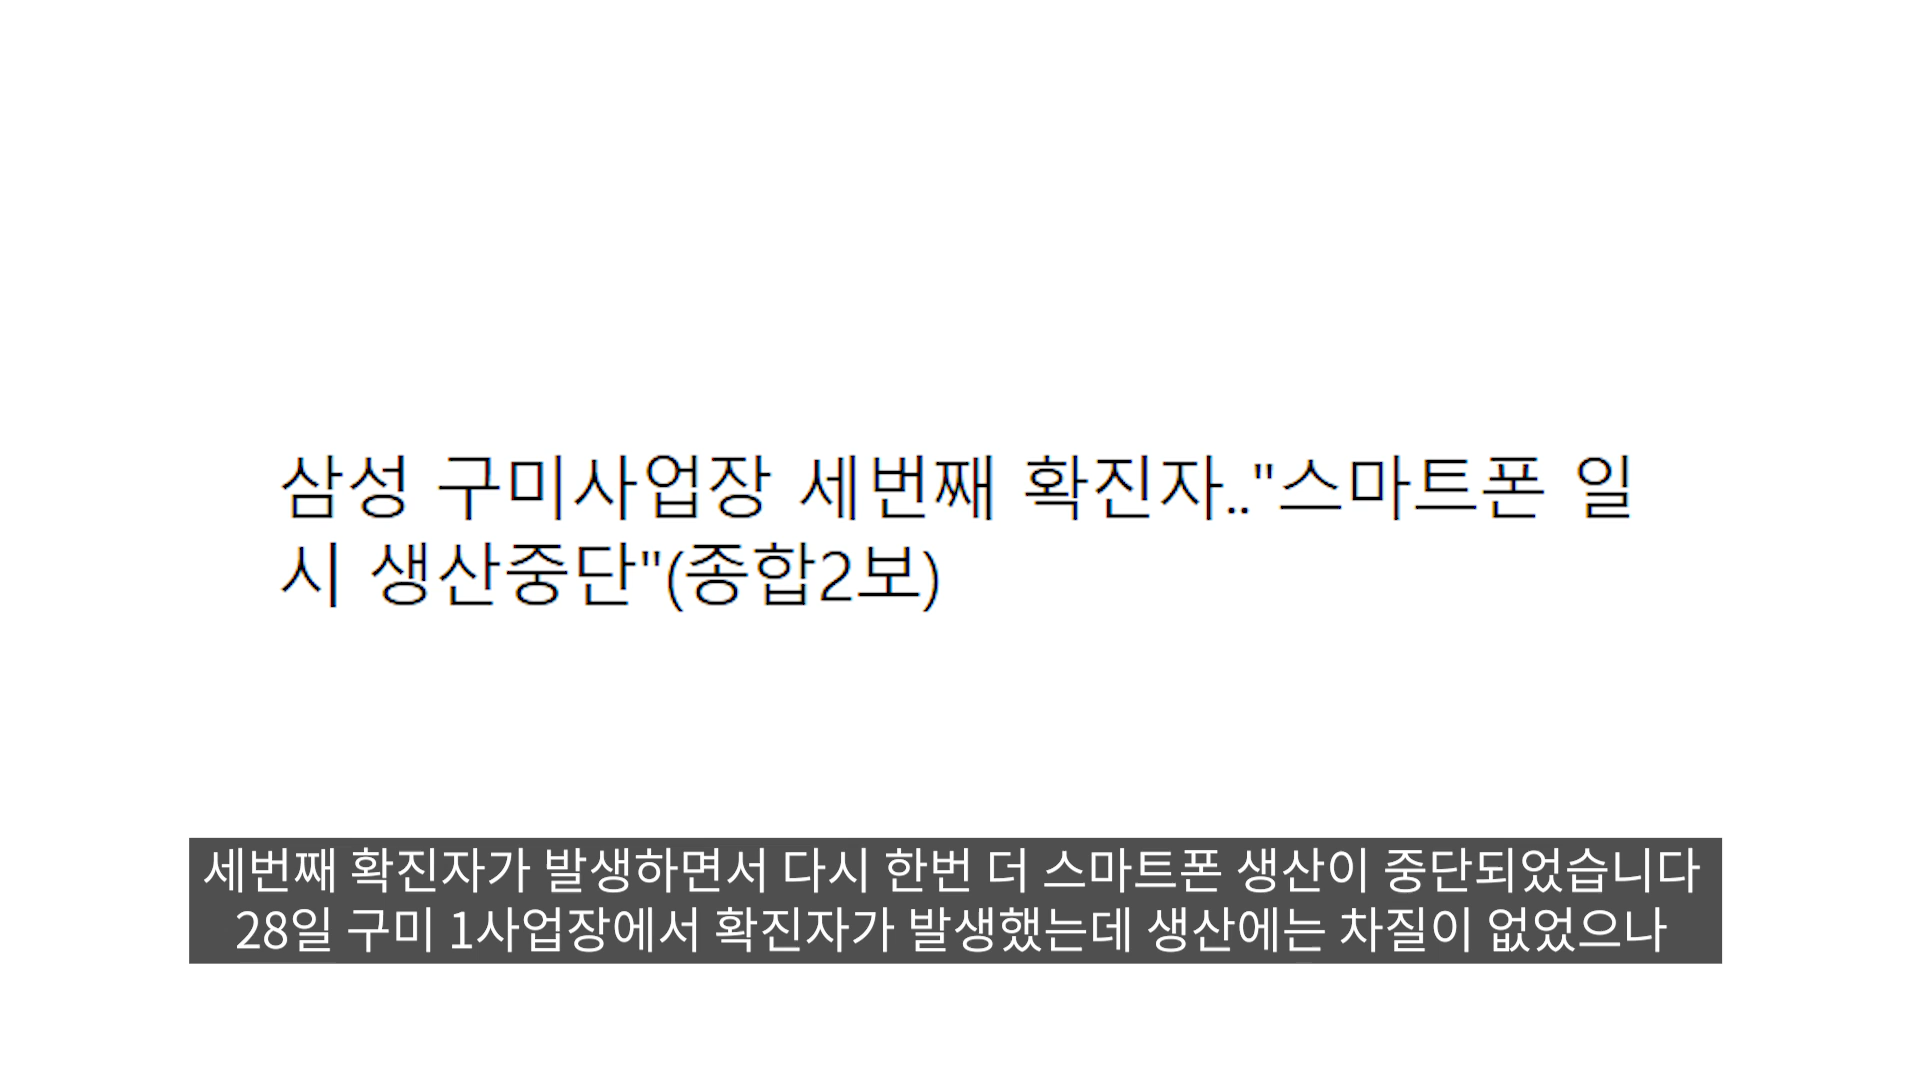 삼성 구미사업장 세번째 확진자.."스마트폰 일
시 생산중단"(종합2보)
세번째 확진자가 발생하면서 다시 한번 더 스마트폰 생산이 중단되었습니다
28일 구미 1사업장에서 확진자가 발생했는데 생산에는 차질이 없었으나